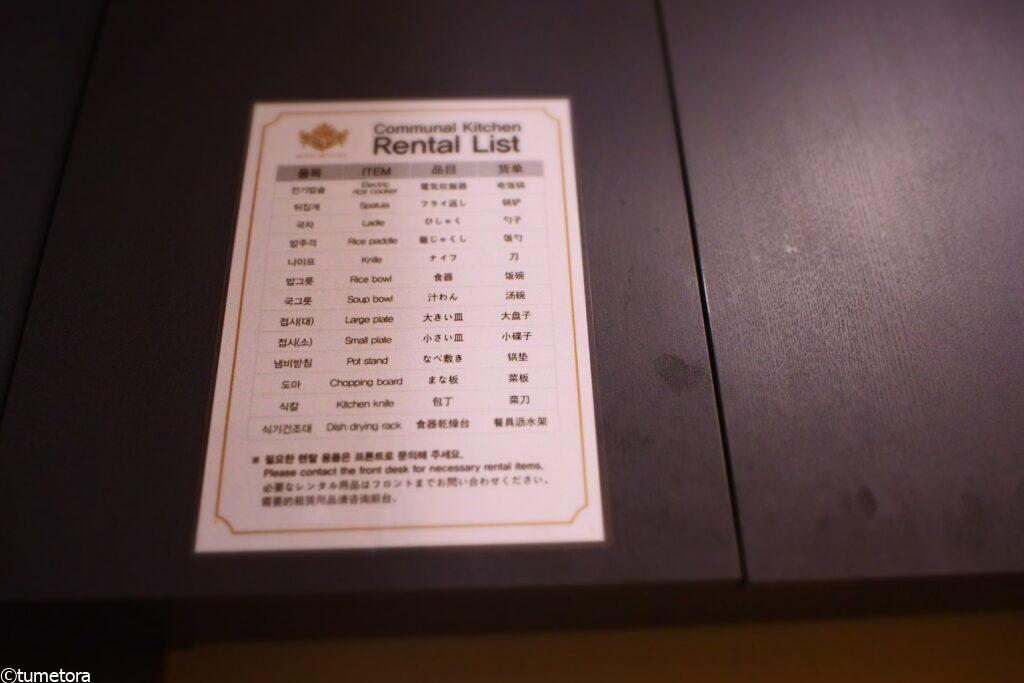 Communal Kitchen
Rental List
품목 ITEM 品目 货单
전기밥솥 Electric rice cooker 電気炊飯器 电饭锅
뒤집게 Spatula フライ返し 锅铲
국자 Ladle ひしゃく 勺子
밥주걱 Rice paddle 飯じゃくし 饭勺
나이프 Knife ナイフ 刀
밥그릇 Rice bowl 食器 饭碗
국그릇 Soup bowl 汁わん 汤碗
접시(대) Large plate 大きい皿 大盘子
접시(소) Small plate 小さい皿 小碟子
냄비받침 Pot stand なべ敷き 锅垫
도마 Chopping board まな板 菜板
식칼 Kitchen knife 包丁 菜刀
식기건조대 Dish drying rack 食器乾燥台 餐具沥水架
※ 필요한 렌탈 용품은 프론트로 문의해 주세요.
Please contact the front desk for necessary rental items.
必要なレンタル用品はフロントまでお問い合わせください。
需要的租赁用品请咨询前台。
©tumetora